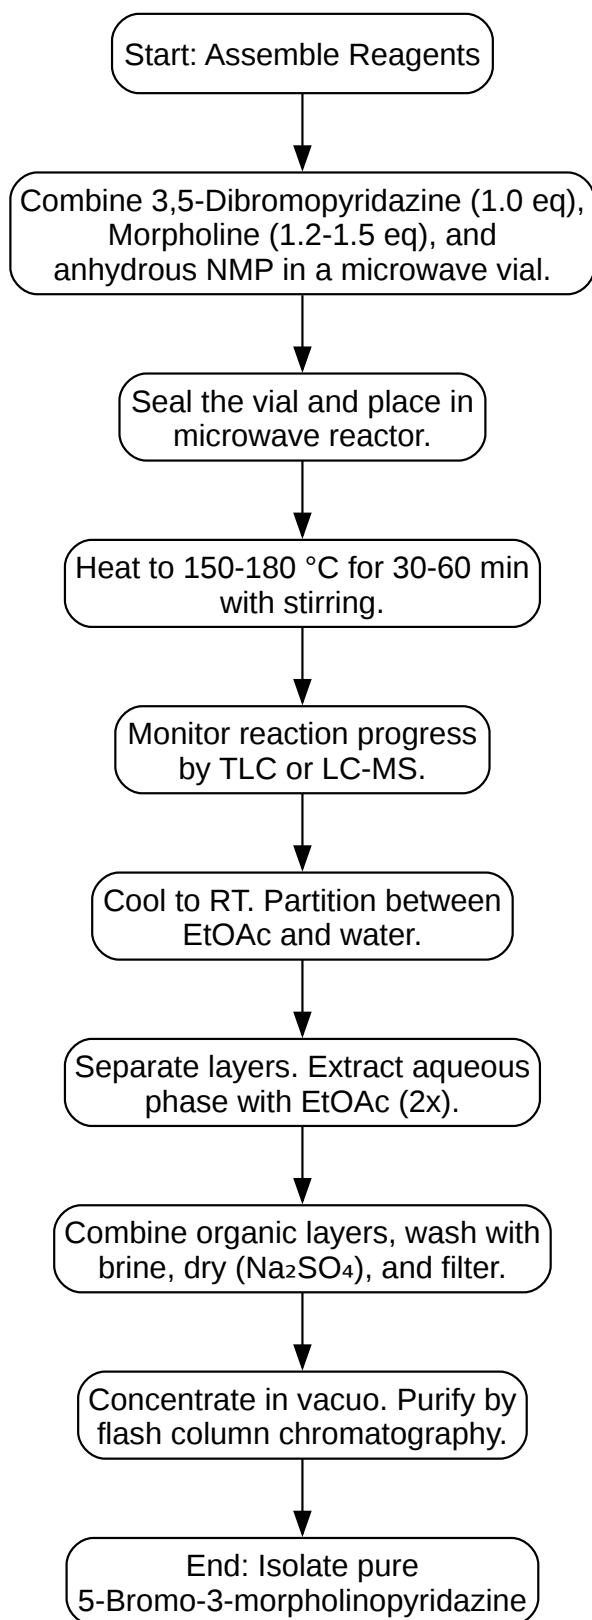 Start: Assemble Reagents
Combine 3,5-Dibromopyridazine (1.0 eq),
Morpholine (1.2-1.5 eq), and
anhydrous NMP in a microwave vial.
Seal the vial and place in
microwave reactor.
Heat to 150-180 °C for 30-60 min
with stirring.
Monitor reaction progress
by TLC or LC-MS.
Cool to RT. Partition between
EtOAc and water.
Separate layers. Extract aqueous
phase with EtOAc (2x).
Combine organic layers, wash with
brine, dry (Na₂SO₄), and filter.
Concentrate in vacuo. Purify by
flash column chromatography.
End: Isolate pure
5-Bromo-3-morpholinopyridazine